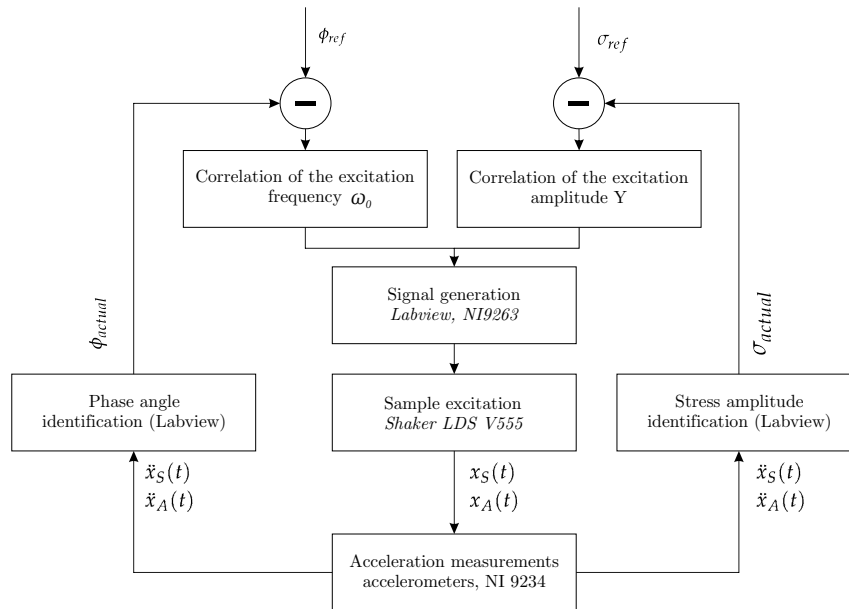 ϕref
σref
Correlation of the excitation
frequency ω0
Correlation of the excitation
amplitude Y
Signal generation
Labview, NI9263
ϕactual
σactual
Phase angle
identification (Labview)
Sample excitation
Shaker LDS V555
Stress amplitude
identification (Labview)
ẍS(t)
ẍA(t)
xS(t)
xA(t)
ẍS(t)
ẍA(t)
Acceleration measurements
accelerometers, NI 9234